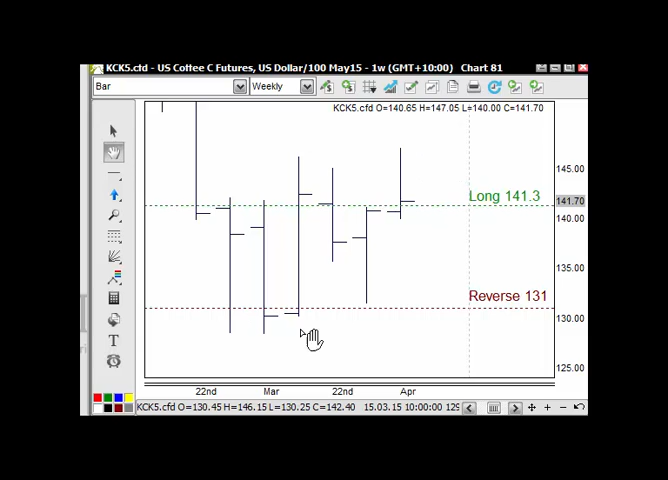 KCK5.cfd - US Coffee C Futures, US Dollar/100 May15 - 1w (GMT+10:00) Chart 81
Bar Weekly
KCK5.cfd O=140.65 H=147.05 L=140.00 C=141.70
145.00
Long 141.3
141.70
140.00
135.00
Reverse 131
130.00
125.00
T
22nd Mar 22nd Apr
KCK5.cfd O=130.45 H=146.15 L=130.25 C=142.40 15.03.15 10:00:00 129